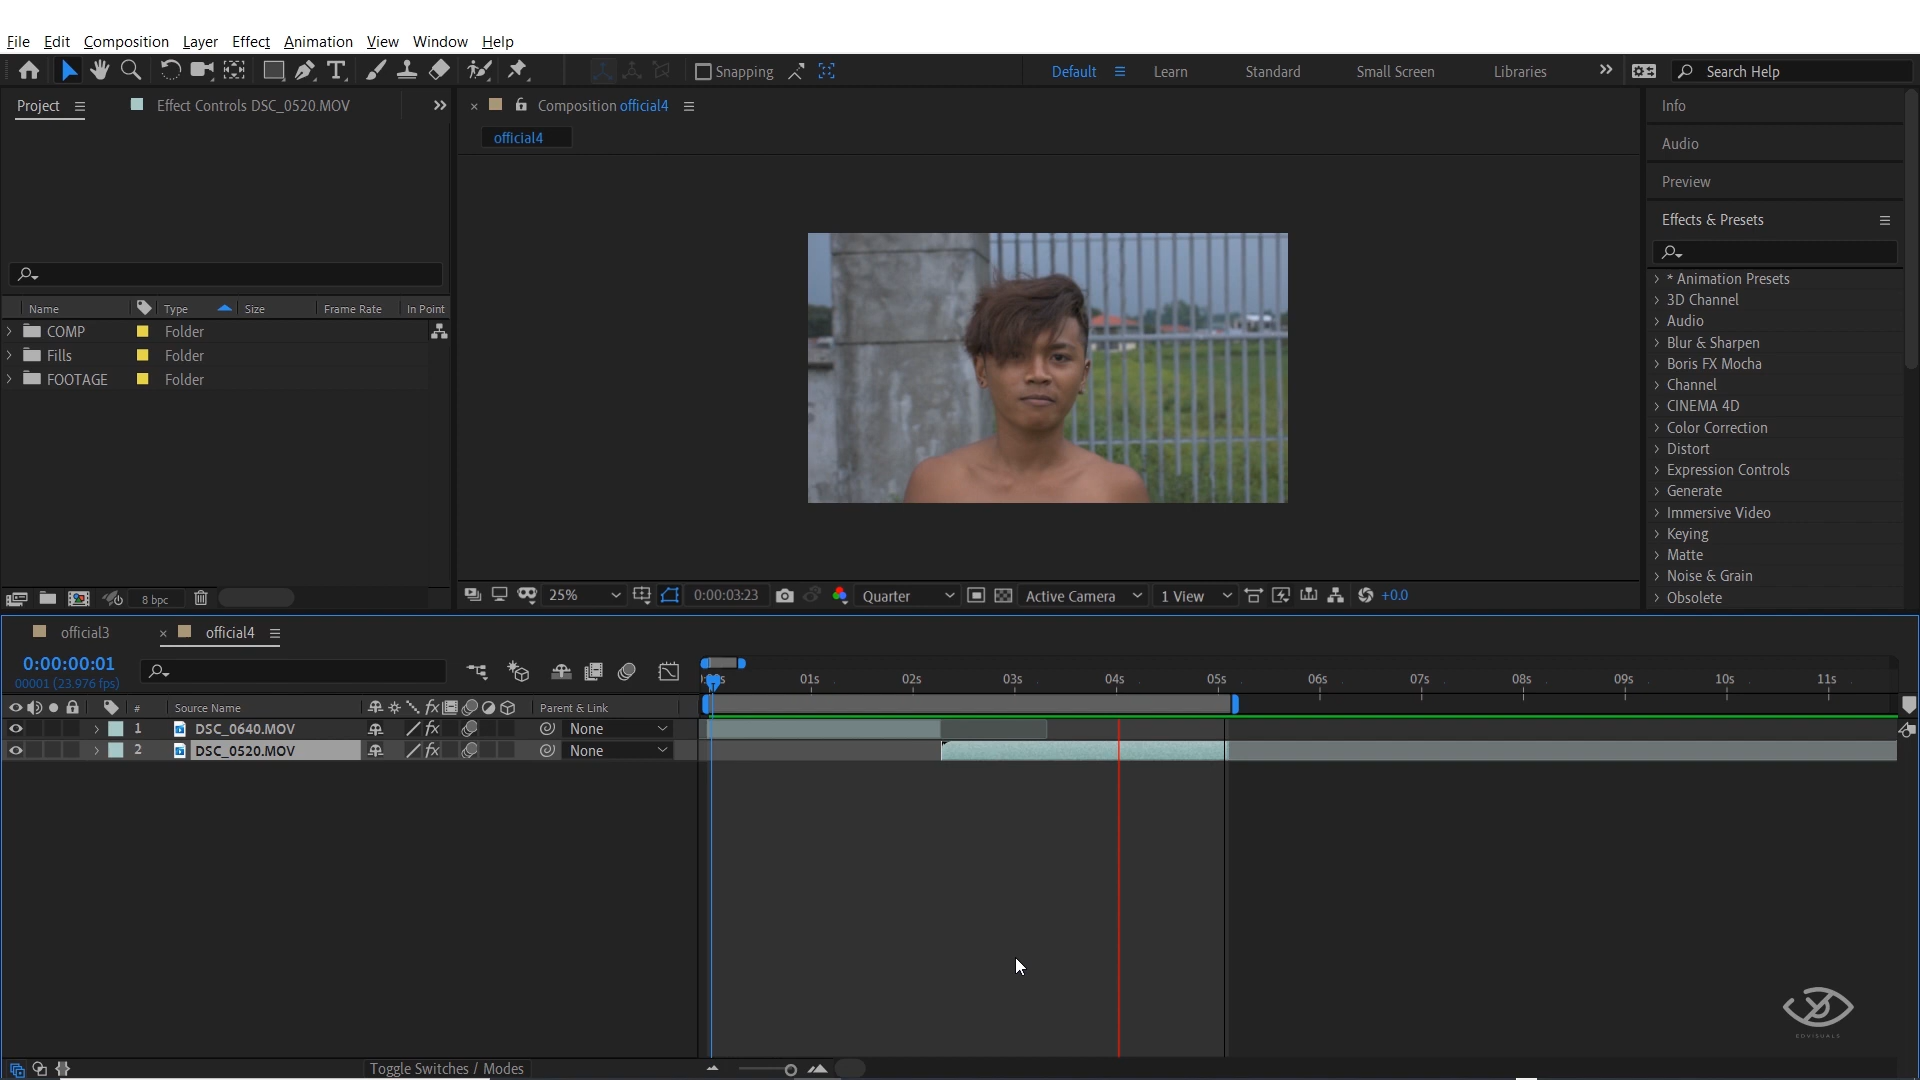 File Edit Composition Layer Effect Animation View Window Help
Snapping Default Learn Standard Small Screen Libraries Search Help
Project Effect Controls DSC_0520.MOV
Composition official4
official4
Name Type Size Frame Rate In Point
COMP Folder
Fills Folder
FOOTAGE Folder
8 bpc
25% 0:00:03:23 Quarter Active Camera 1 View +0.0
Info
Audio
Preview
Effects & Presets
* Animation Presets
3D Channel
Audio
Blur & Sharpen
Boris FX Mocha
Channel
CINEMA 4D
Color Correction
Distort
Expression Controls
Generate
Immersive Video
Keying
Matte
Noise & Grain
Obsolete
official3 official4
0:00:00:01
00001 (23.976 fps)
01s 02s 03s 04s 05s 06s 07s 08s 09s 10s 11s
# Source Name Parent & Link
1 DSC_0640.MOV None
2 DSC_0520.MOV None
Toggle Switches / Modes
EDVISUALS